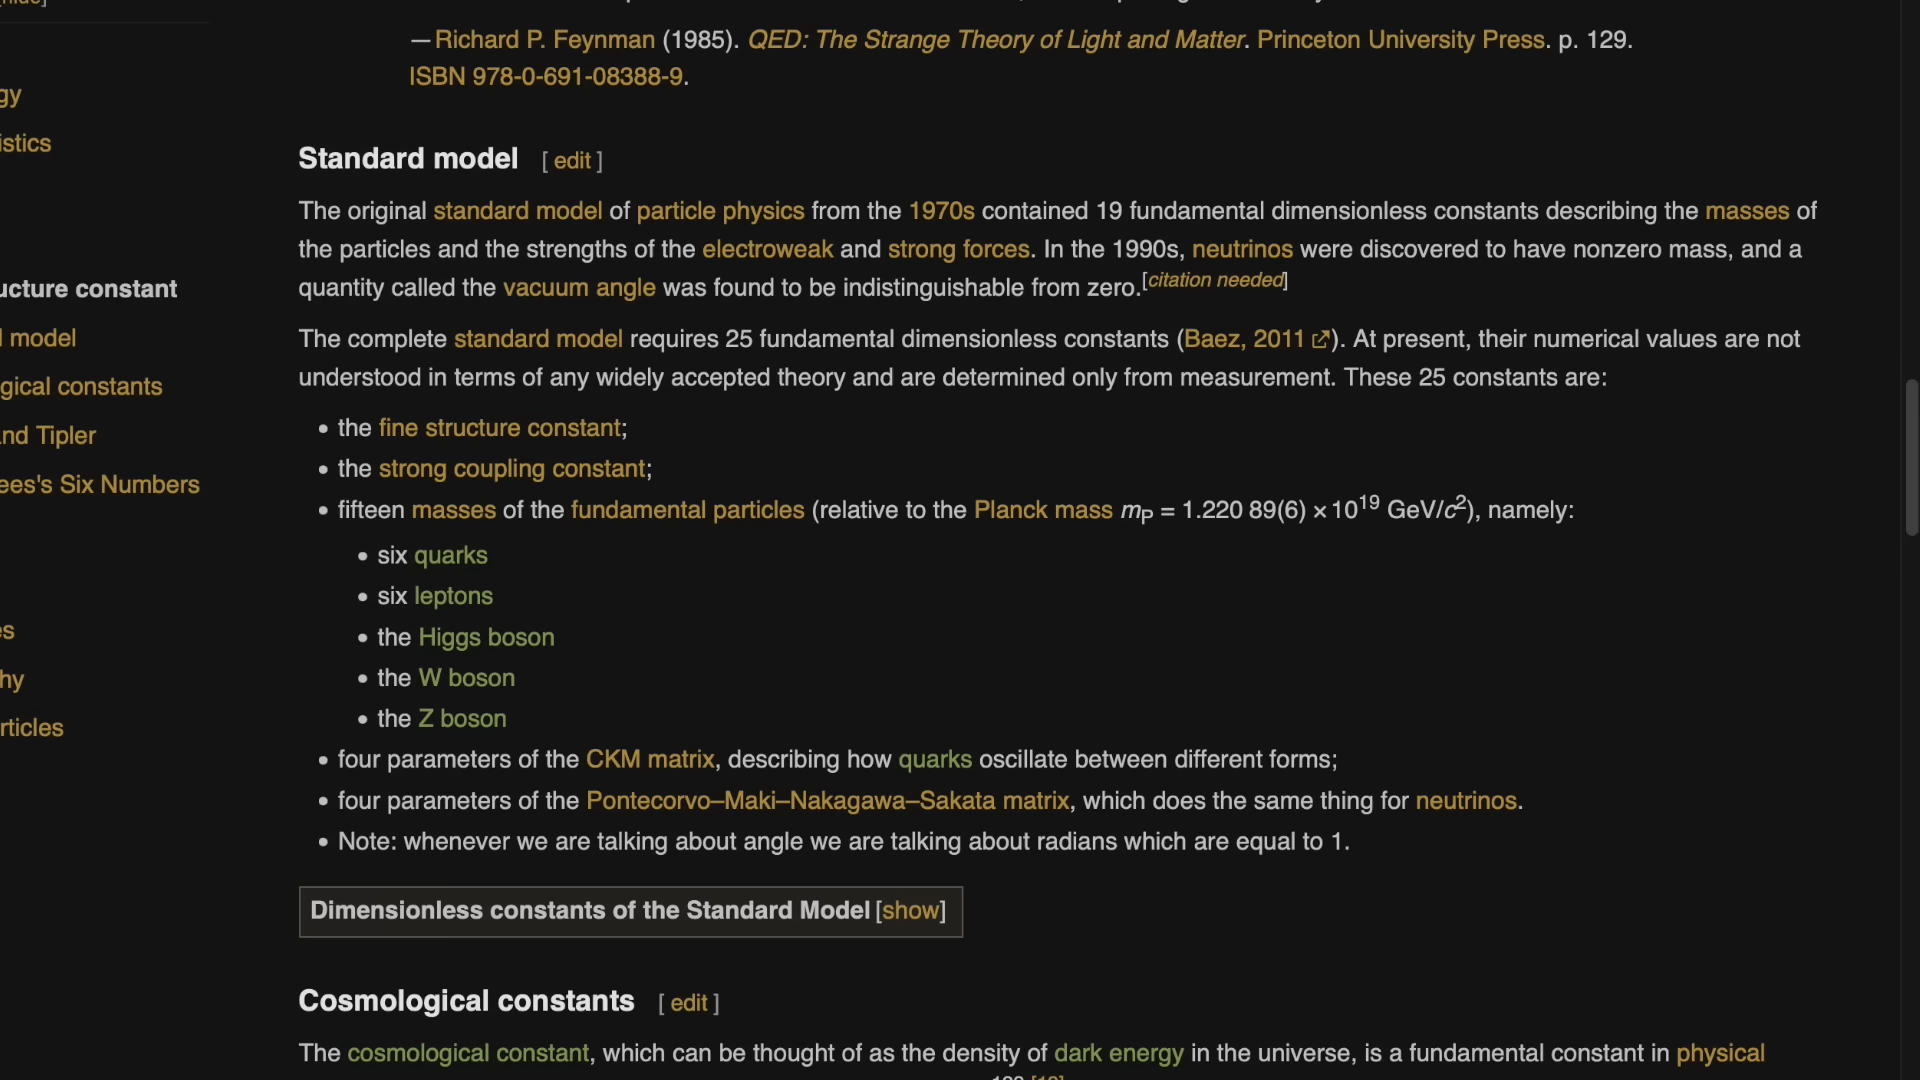 — Richard P. Feynman (1985). QED: The Strange Theory of Light and Matter. Princeton University Press. p. 129.
ISBN 978-0-691-08388-9.
gy
istics
ucture constant
l model
gical constants
nd Tipler
ees's Six Numbers
es
hy
rticles
Standard model [ edit ]
The original standard model of particle physics from the 1970s contained 19 fundamental dimensionless constants describing the masses of
the particles and the strengths of the electroweak and strong forces. In the 1990s, neutrinos were discovered to have nonzero mass, and a
quantity called the vacuum angle was found to be indistinguishable from zero.[citation needed]
The complete standard model requires 25 fundamental dimensionless constants (Baez, 2011). At present, their numerical values are not
understood in terms of any widely accepted theory and are determined only from measurement. These 25 constants are:
• the fine structure constant;
• the strong coupling constant;
• fifteen masses of the fundamental particles (relative to the Planck mass mP = 1.220 89(6) ×10¹⁹ GeV/c²), namely:
• six quarks
• six leptons
• the Higgs boson
• the W boson
• the Z boson
• four parameters of the CKM matrix, describing how quarks oscillate between different forms;
• four parameters of the Pontecorvo–Maki–Nakagawa–Sakata matrix, which does the same thing for neutrinos.
• Note: whenever we are talking about angle we are talking about radians which are equal to 1.
Dimensionless constants of the Standard Model [show]
Cosmological constants [ edit ]
The cosmological constant, which can be thought of as the density of dark energy in the universe, is a fundamental constant in physical